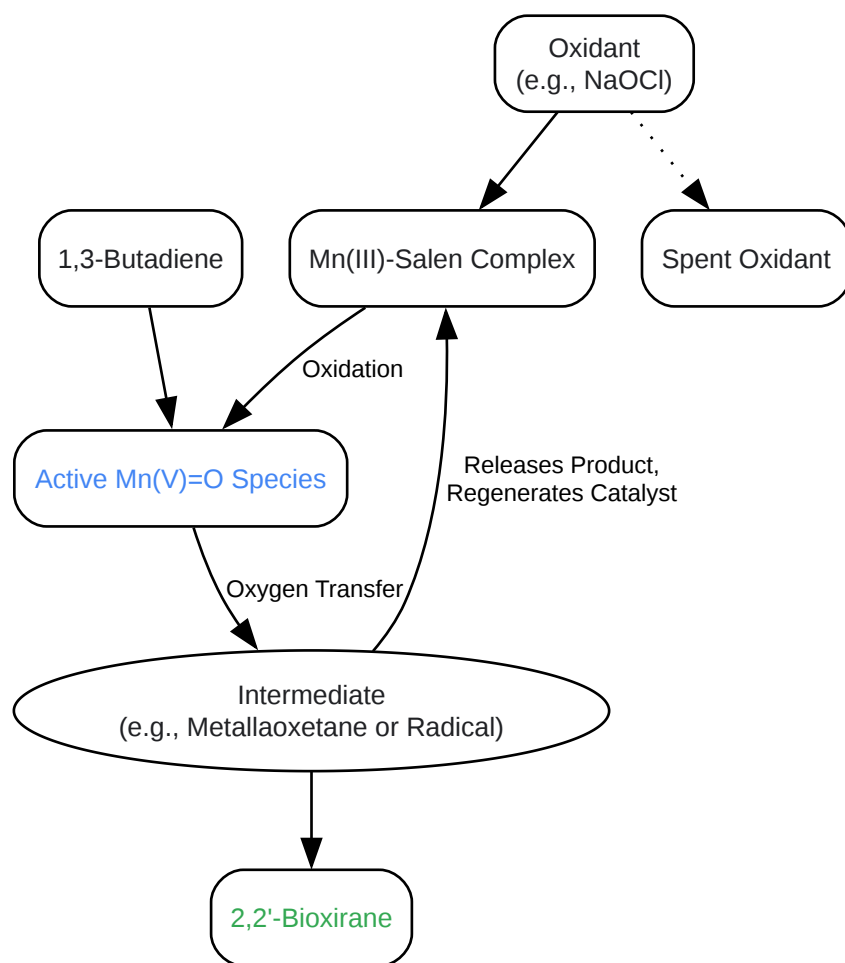 Oxidant
(e.g., NaOCl)
1,3-Butadiene
Mn(III)-Salen Complex
Spent Oxidant
Oxidation
Active Mn(V)=O Species
Releases Product,
Regenerates Catalyst
Oxygen Transfer
Intermediate
(e.g., Metallaoxetane or Radical)
2,2'-Bioxirane